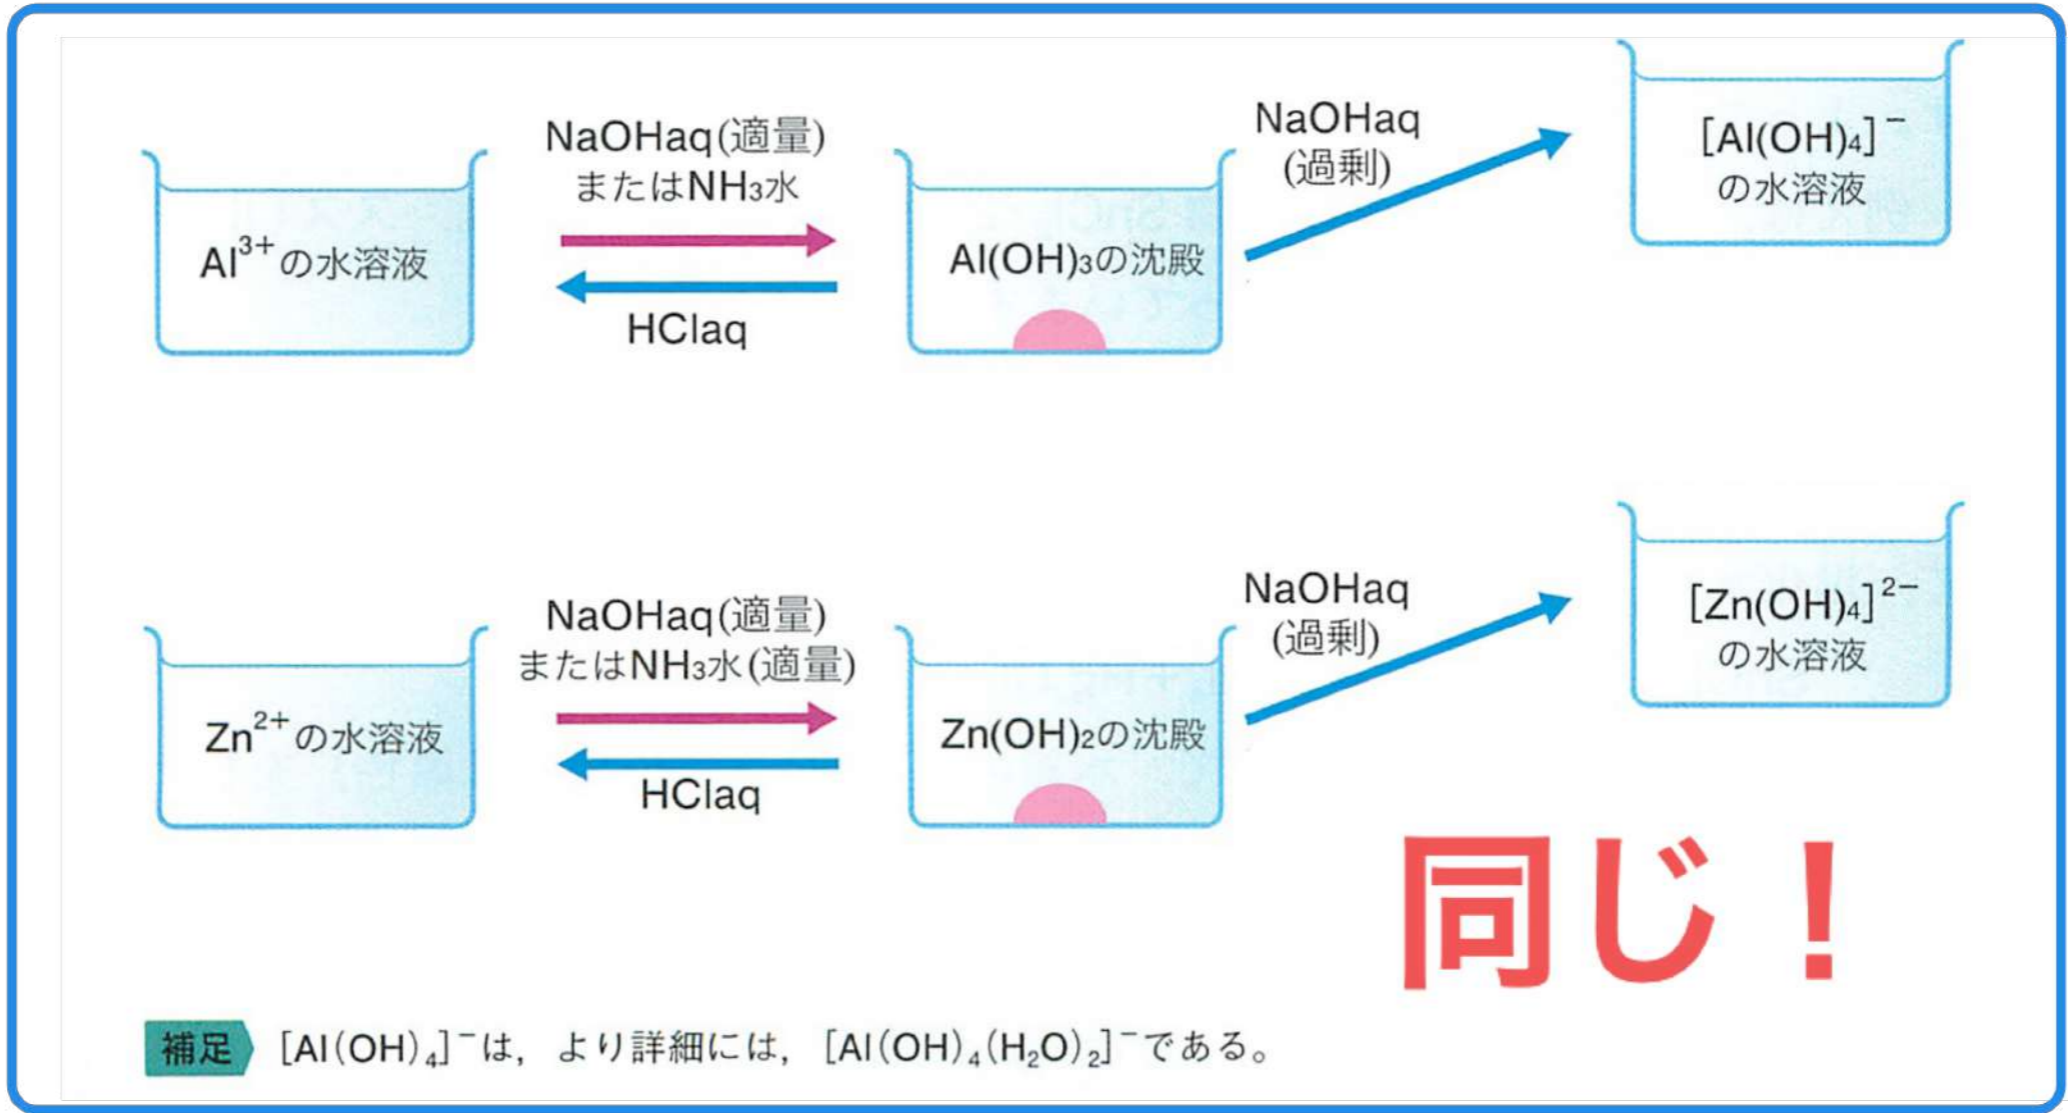 NaOHaq(適量)
またはNH₃水
NaOHaq
(過剰)
[Al(OH)₄]⁻
の水溶液
Al³⁺の水溶液
Al(OH)₃の沈殿
HClaq
NaOHaq(適量)
またはNH₃水(適量)
NaOHaq
(過剰)
[Zn(OH)₄]²⁻
の水溶液
Zn²⁺の水溶液
Zn(OH)₂の沈殿
HClaq
同じ！
補足 [Al(OH)₄]⁻は，より詳細には，[Al(OH)₄(H₂O)₂]⁻である。